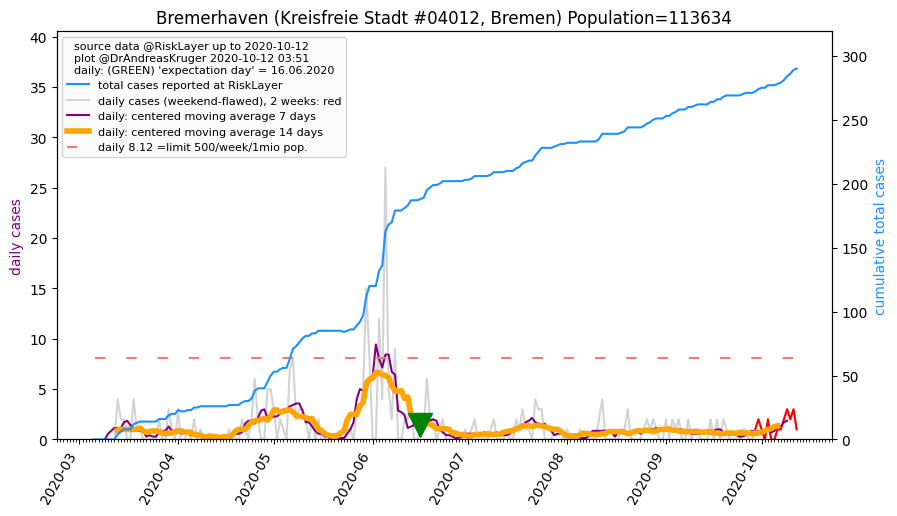 Bremerhaven (Kreisfreie Stadt #04012, Bremen) Population=113634
source data @RiskLayer up to 2020-10-12
plot @DrAndreasKruger 2020-10-12 03:51
daily: (GREEN) 'expectation day' = 16.06.2020
total cases reported at RiskLayer
daily cases (weekend-flawed), 2 weeks: red
daily: centered moving average 7 days
daily: centered moving average 14 days
daily 8.12 =limit 500/week/1mio pop.
daily cases
40
35
30
25
20
15
10
5
0
cumulative total cases
300
250
200
150
100
50
0
2020-03
2020-04
2020-05
2020-06
2020-07
2020-08
2020-09
2020-10